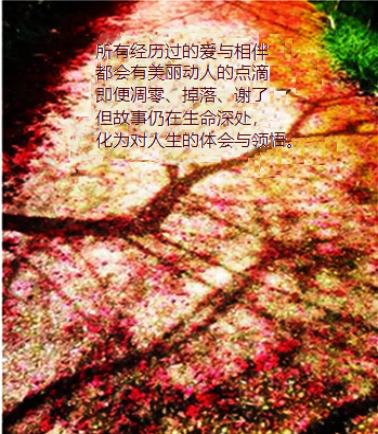 所有经历过的爱与相伴
都会有美丽动人的点滴
即便凋零、掉落、谢了
但故事仍在生命深处，
化为对人生的体会与领悟。